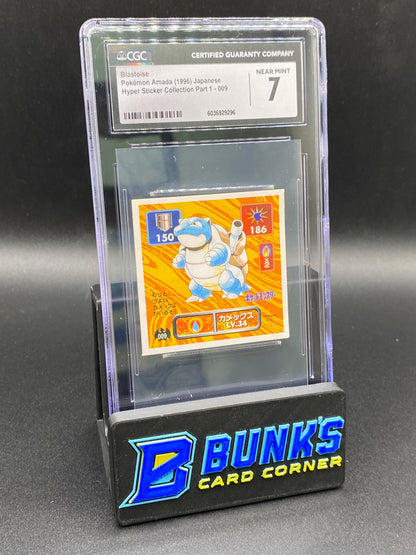 CGC
CERTIFIED GUARANTY COMPANY
Blastoise
Pokémon Amada (1996) Japanese
Hyper Sticker Collection Part 1 - 009
NEAR MINT
7
6036929296
150
186
×2
009
カメックス
LV.34
BUNK'S
CARD CORNER